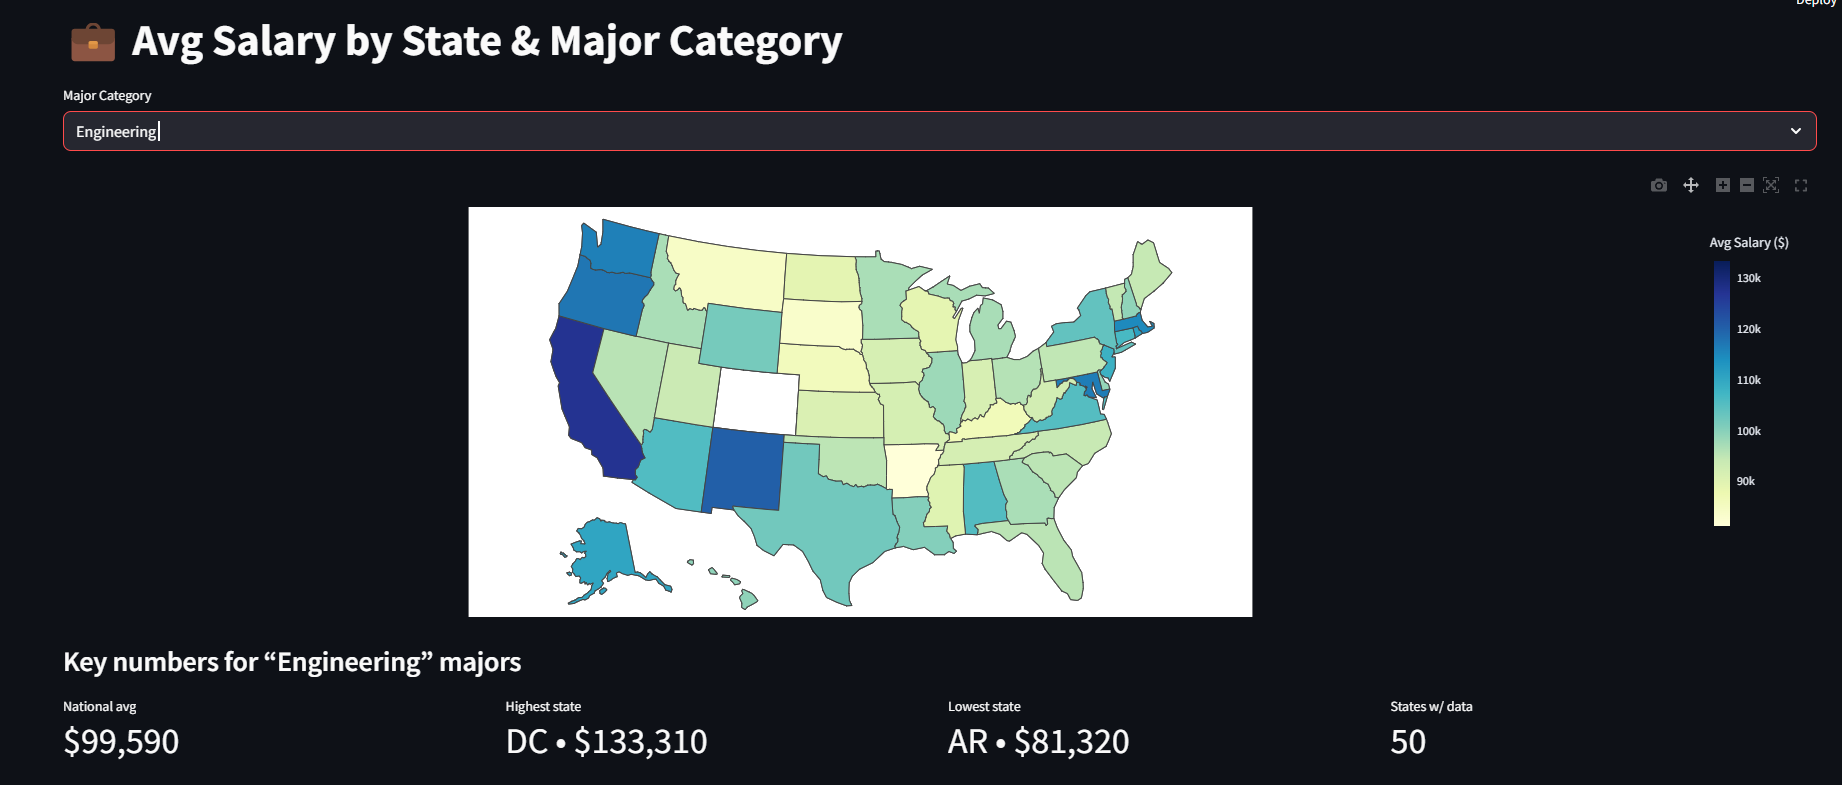 Deploy
Avg Salary by State & Major Category
Major Category
Engineering
Avg Salary ($)
130k
120k
110k
100k
90k
Key numbers for “Engineering” majors
National avg
$99,590
Highest state
DC • $133,310
Lowest state
AR • $81,320
States w/ data
50